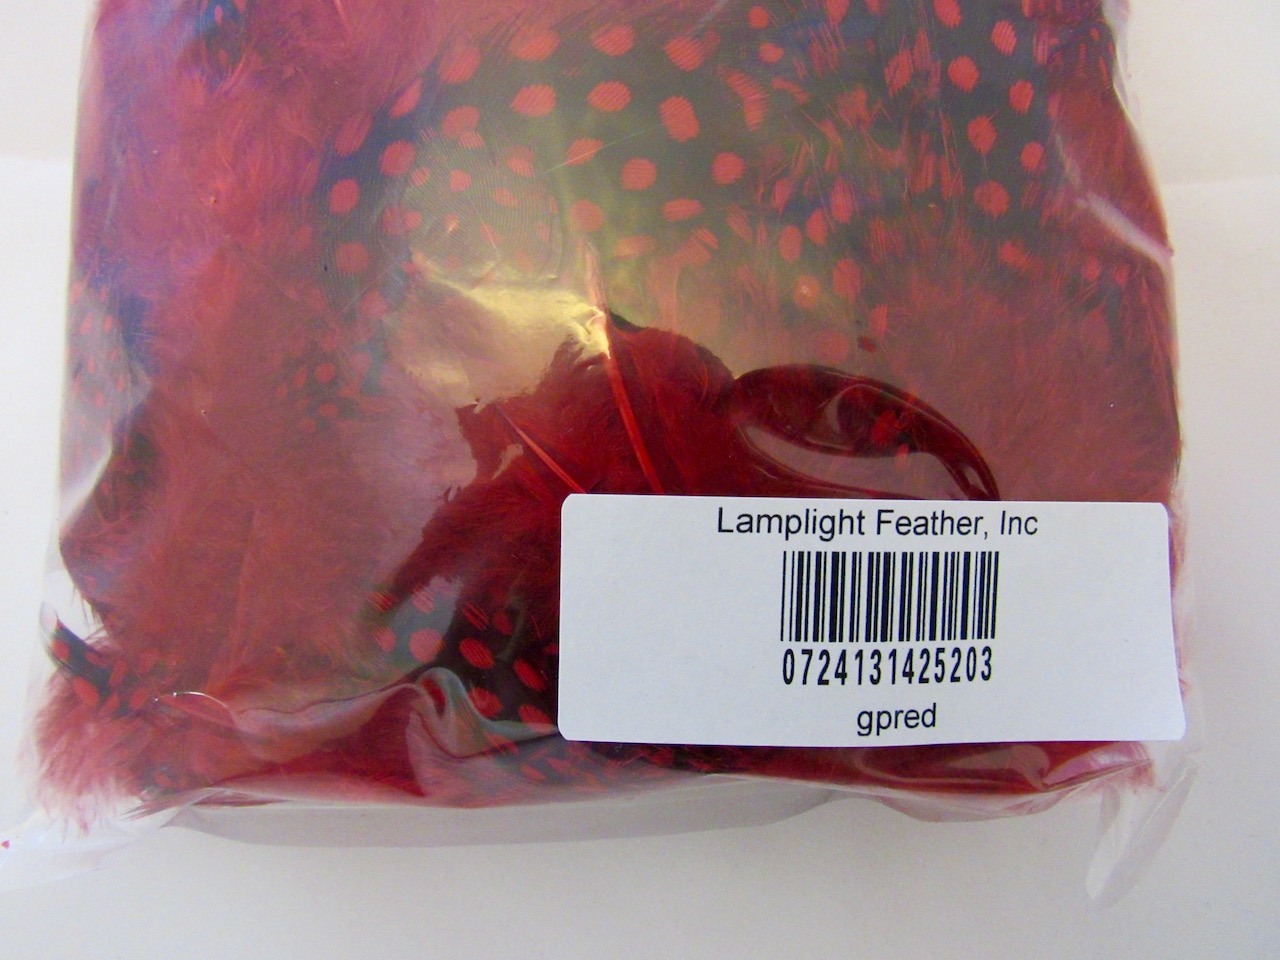 Lamplight Feather, Inc
0724131425203
gpred